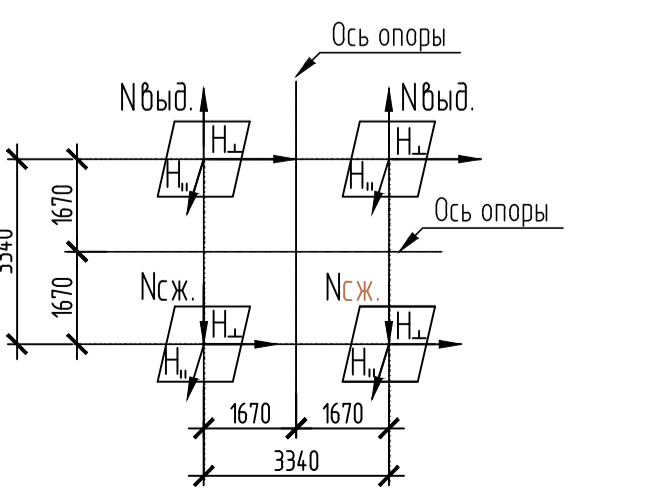 Ось опоры
Nвыд. Nвыд.
H⊥ H⊥
H॥ H॥
1670
Ось опоры
3340
1670
Nсж. Nсж.
H⊥ H⊥
H॥ H॥
1670 1670
3340